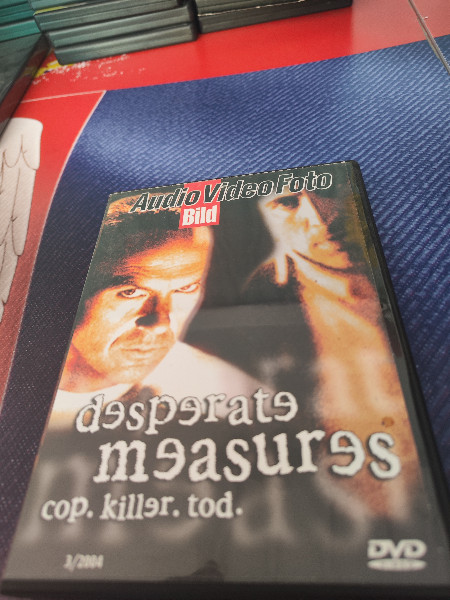 Audio Video Foto
Bild
desperate
measures
cop. killer. tod.
3/2004
DVD